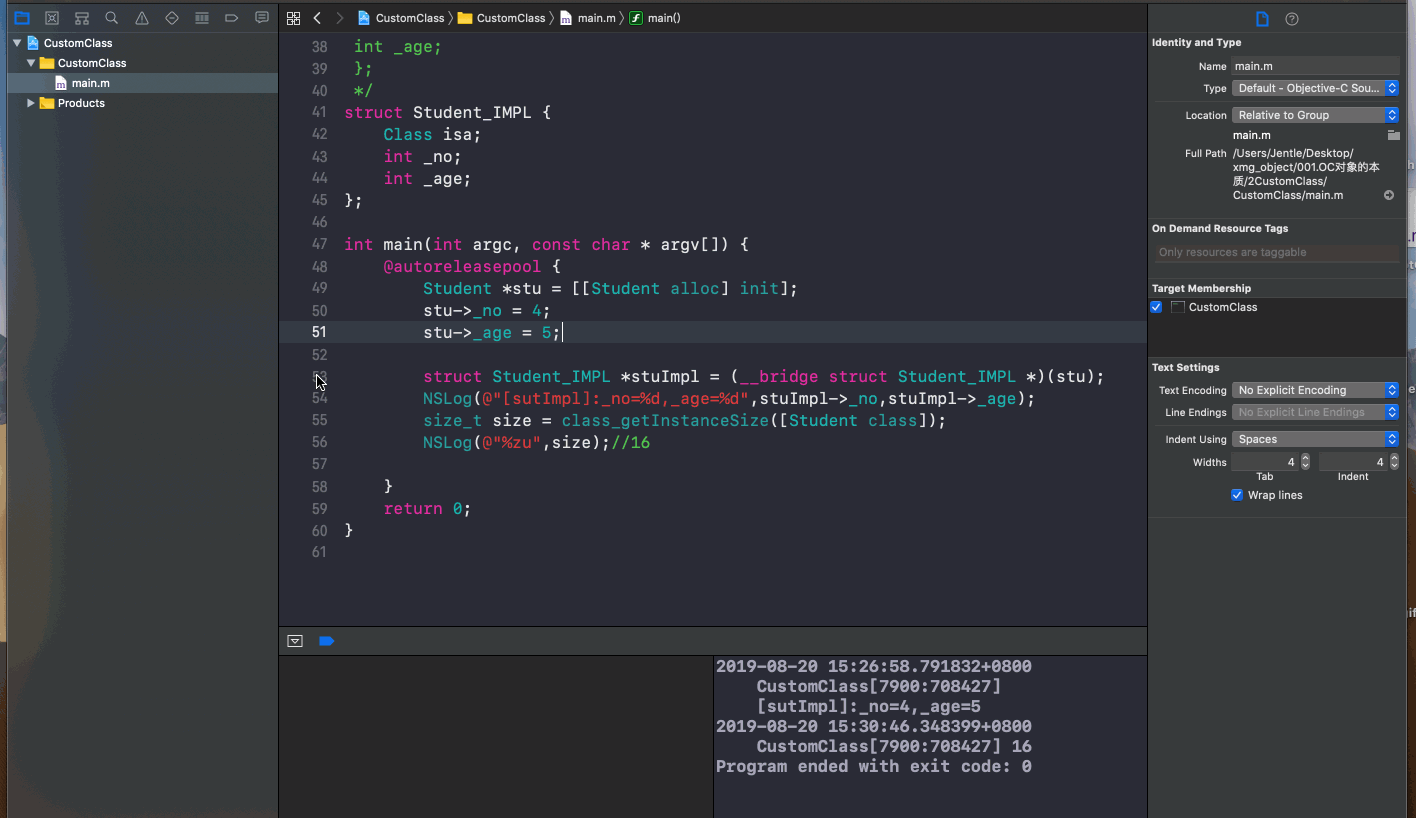 CustomClass
CustomClass
main.m
Products
CustomClass 〉 CustomClass 〉 main.m 〉 main()
38 int _age;
39 };
40 */
41 struct Student_IMPL {
42 Class isa;
43 int _no;
44 int _age;
45 };
46
47 int main(int argc, const char * argv[]) {
48 @autoreleasepool {
49 Student *stu = [[Student alloc] init];
50 stu->_no = 4;
51 stu->_age = 5;
52
struct Student_IMPL *stuImpl = (__bridge struct Student_IMPL *)(stu);
54 NSLog(@"[sutImpl]:_no=%d,_age=%d",stuImpl->_no,stuImpl->_age);
55 size_t size = class_getInstanceSize([Student class]);
56 NSLog(@"%zu",size);//16
57
58 }
59 return 0;
60 }
61
2019-08-20 15:26:58.791832+0800
CustomClass[7900:708427]
[sutImpl]:_no=4,_age=5
2019-08-20 15:30:46.348399+0800
CustomClass[7900:708427] 16
Program ended with exit code: 0
Identity and Type
Name main.m
Type Default - Objective-C Sou...
Location Relative to Group
main.m
Full Path /Users/Jentle/Desktop/
xmg_object/001.OC对象的本
质/2CustomClass/
CustomClass/main.m
On Demand Resource Tags
Only resources are taggable
Target Membership
CustomClass
Text Settings
Text Encoding No Explicit Encoding
Line Endings No Explicit Line Endings
Indent Using Spaces
Widths 4 4
Tab Indent
Wrap lines